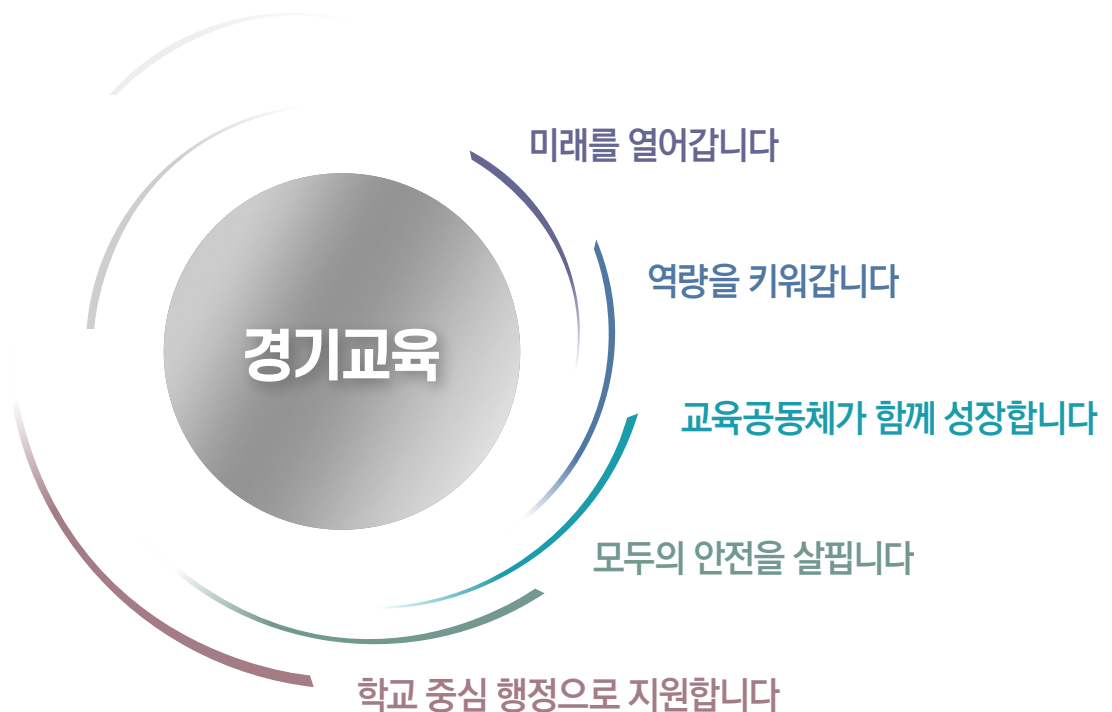 미래를 열어갑니다
역량을 키워갑니다
경기교육
교육공동체가 함께 성장합니다
모두의 안전을 살핍니다
학교 중심 행정으로 지원합니다